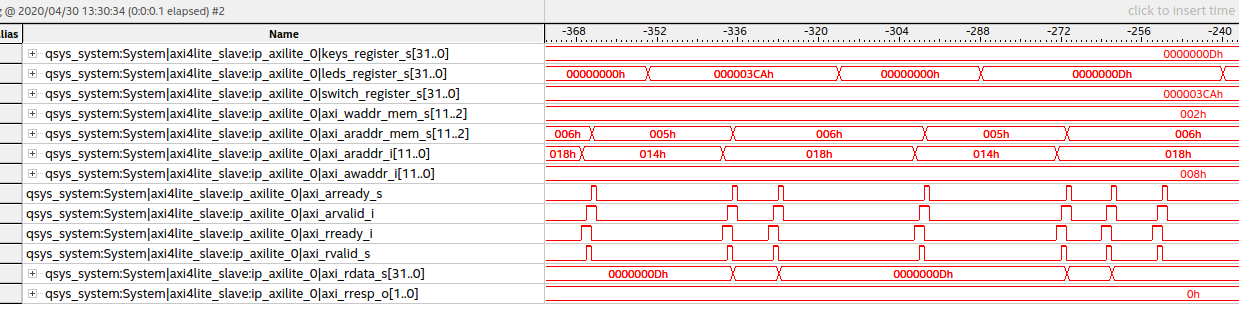 g @ 2020/04/30 13:30:34 (0:0:0.1 elapsed) #2 click to insert time
lias Name -368 -352 -336 -320 -304 -288 -272 -256 -240
qsys_system:System|axi4lite_slave:ip_axilite_0|keys_register_s[31..0] 0000000Dh
qsys_system:System|axi4lite_slave:ip_axilite_0|leds_register_s[31..0] 00000000h 000003CAh 00000000h 0000000Dh
qsys_system:System|axi4lite_slave:ip_axilite_0|switch_register_s[31..0] 000003CAh
qsys_system:System|axi4lite_slave:ip_axilite_0|axi_waddr_mem_s[11..2] 002h
qsys_system:System|axi4lite_slave:ip_axilite_0|axi_araddr_mem_s[11..2] 006h 005h 006h 005h 006h
qsys_system:System|axi4lite_slave:ip_axilite_0|axi_araddr_i[11..0] 018h 014h 018h 014h 018h
qsys_system:System|axi4lite_slave:ip_axilite_0|axi_awaddr_i[11..0] 008h
qsys_system:System|axi4lite_slave:ip_axilite_0|axi_arready_s
qsys_system:System|axi4lite_slave:ip_axilite_0|axi_arvalid_i
qsys_system:System|axi4lite_slave:ip_axilite_0|axi_rready_i
qsys_system:System|axi4lite_slave:ip_axilite_0|axi_rvalid_s
qsys_system:System|axi4lite_slave:ip_axilite_0|axi_rdata_s[31..0] 0000000Dh 0000000Dh
qsys_system:System|axi4lite_slave:ip_axilite_0|axi_rresp_o[1..0] 0h